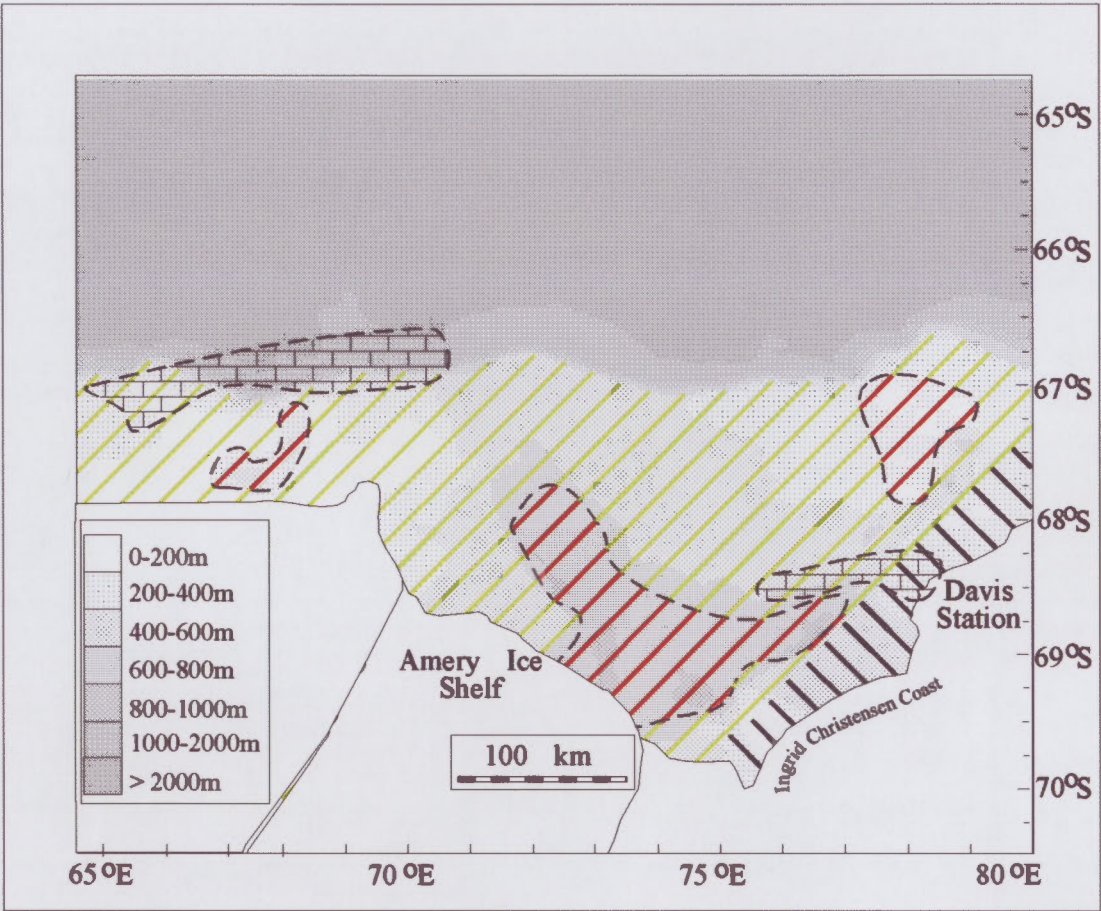 65°S
66°S
67°S
68°S
69°S
70°S
0-200m
200-400m
400-600m
600-800m
800-1000m
1000-2000m
> 2000m
Amery Ice
Shelf
Davis
Station
Ingrid Christensen Coast
100 km
65°E
70°E
75°E
80°E